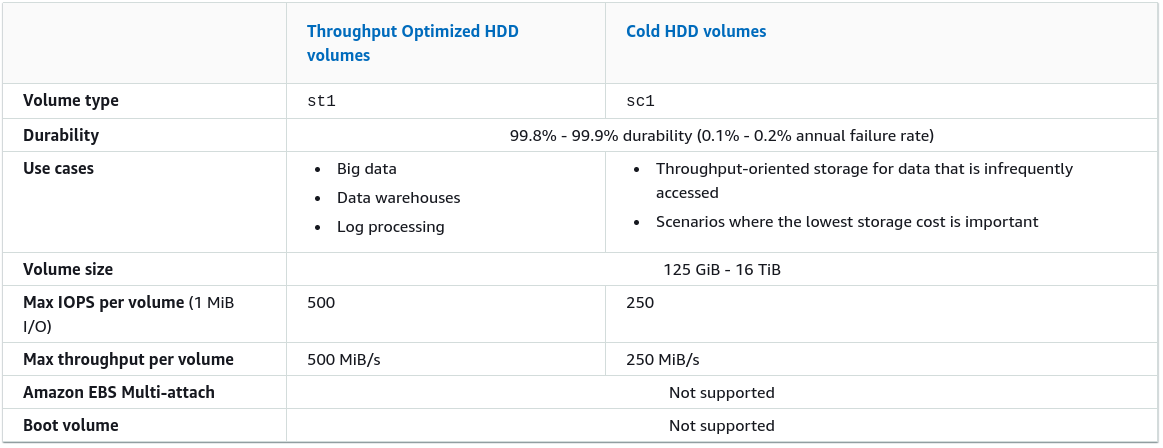 Throughput Optimized HDD
volumes
Cold HDD volumes
Volume type
st1
sc1
Durability
99.8% - 99.9% durability (0.1% - 0.2% annual failure rate)
Use cases
• Big data
• Data warehouses
• Log processing
• Throughput-oriented storage for data that is infrequently
accessed
• Scenarios where the lowest storage cost is important
Volume size
125 GiB - 16 TiB
Max IOPS per volume (1 MiB
I/O)
500
250
Max throughput per volume
500 MiB/s
250 MiB/s
Amazon EBS Multi-attach
Not supported
Boot volume
Not supported